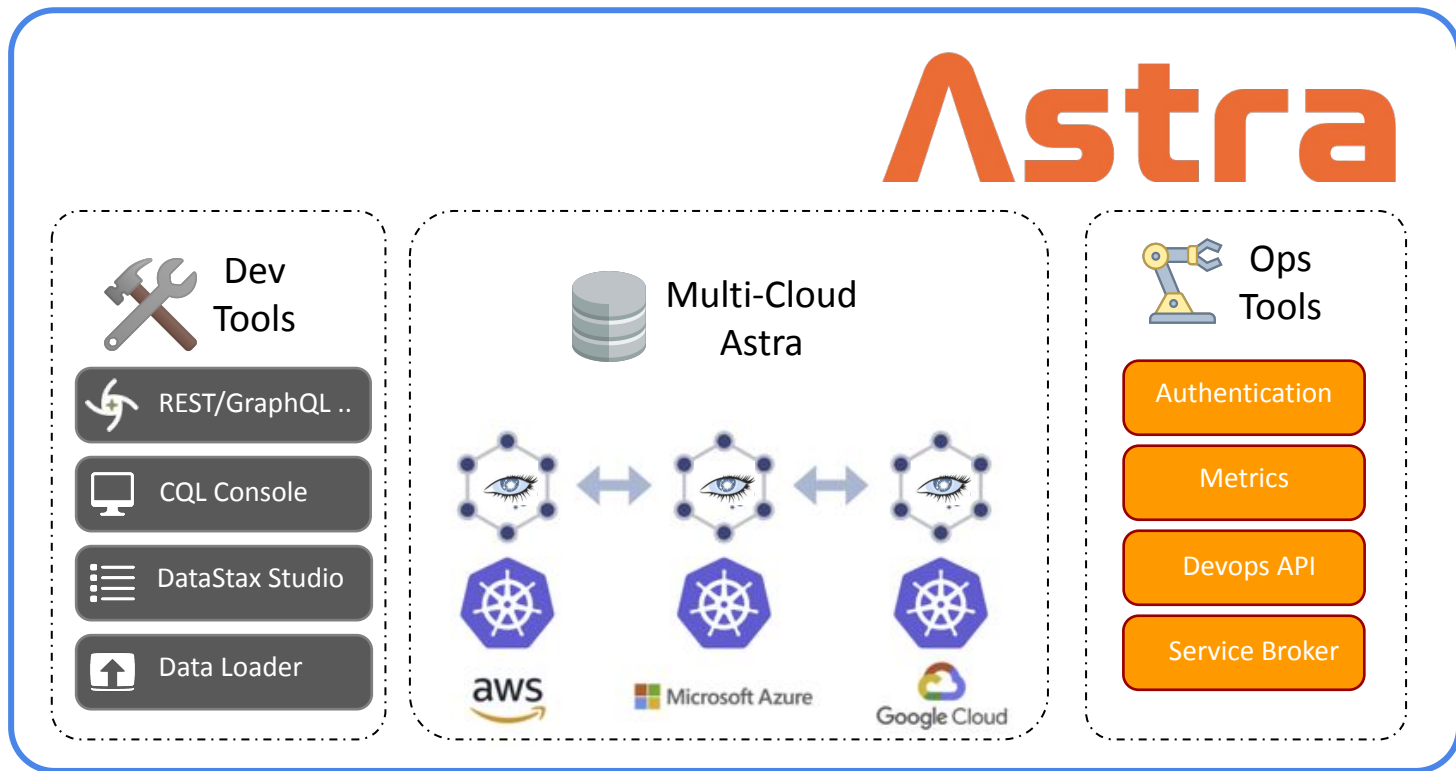 Astra
Dev
Tools
REST/GraphQL ..
CQL Console
DataStax Studio
Data Loader
Multi-Cloud
Astra
aws
Microsoft Azure
Google Cloud
Ops
Tools
Authentication
Metrics
Devops API
Service Broker